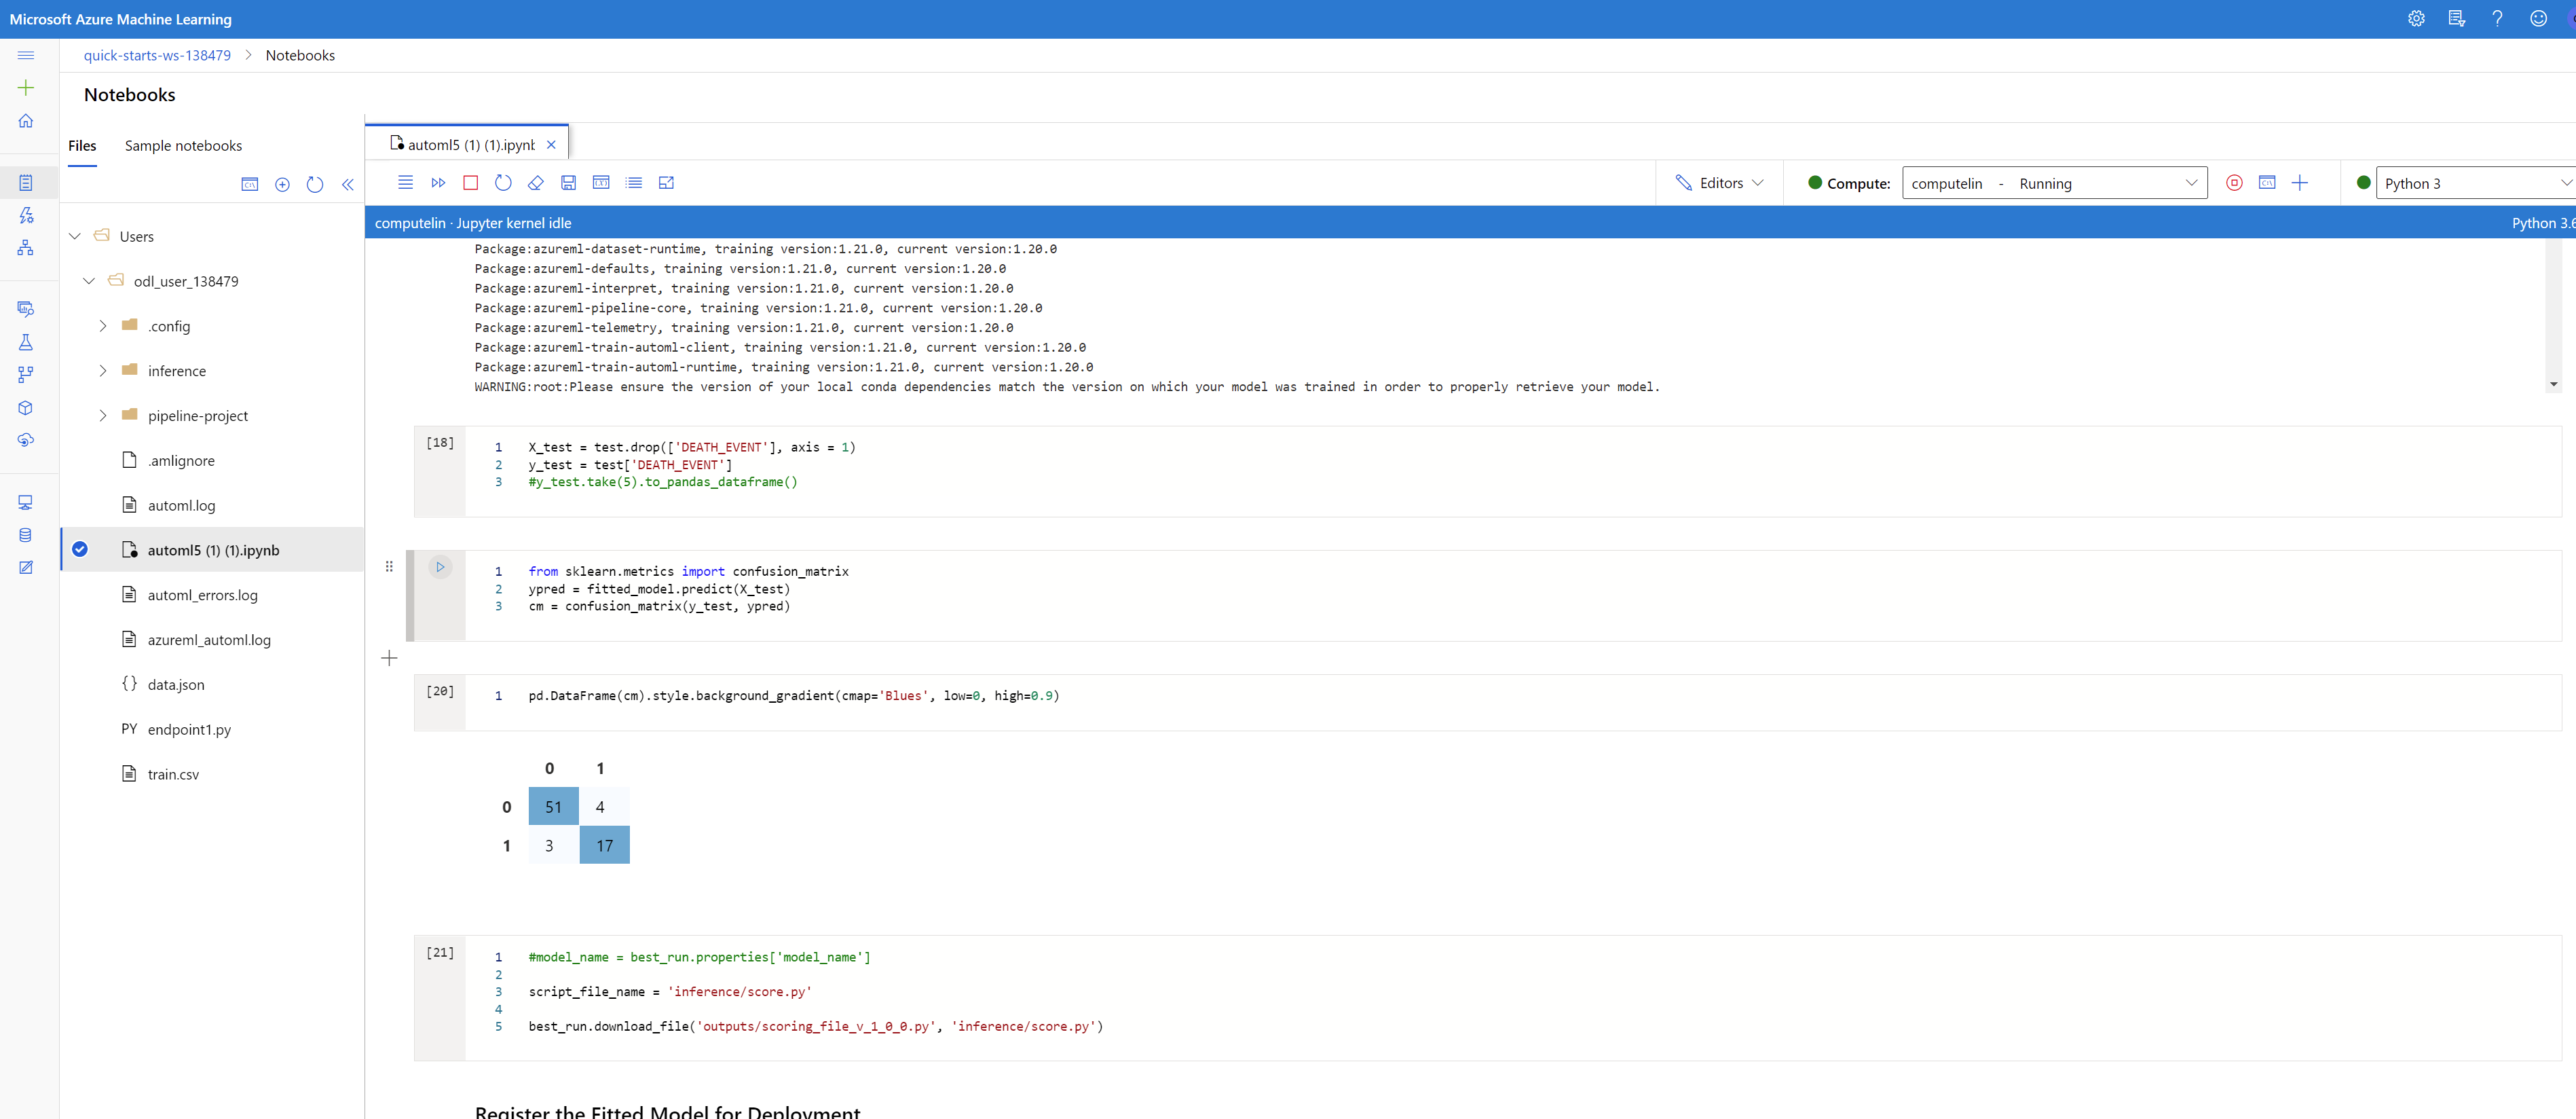 Microsoft Azure Machine Learning
quick-starts-ws-138479 > Notebooks
Notebooks
Files Sample notebooks
Users
odl_user_138479
.config
inference
pipeline-project
.amlignore
automl.log
automl5 (1) (1).ipynb
automl_errors.log
azureml_automl.log
{} data.json
PY endpoint1.py
train.csv
automl5 (1) (1).ipynb
Editors
Compute: computelin - Running
Python 3
computelin · Jupyter kernel idle
Python 3.6
Package:azureml-dataset-runtime, training version:1.21.0, current version:1.20.0
Package:azureml-defaults, training version:1.21.0, current version:1.20.0
Package:azureml-interpret, training version:1.21.0, current version:1.20.0
Package:azureml-pipeline-core, training version:1.21.0, current version:1.20.0
Package:azureml-telemetry, training version:1.21.0, current version:1.20.0
Package:azureml-train-automl-client, training version:1.21.0, current version:1.20.0
Package:azureml-train-automl-runtime, training version:1.21.0, current version:1.20.0
WARNING:root:Please ensure the version of your local conda dependencies match the version on which your model was trained in order to properly retrieve your model.
[18]
1 X_test = test.drop(['DEATH_EVENT'], axis = 1)
2 y_test = test['DEATH_EVENT']
3 #y_test.take(5).to_pandas_dataframe()
1 from sklearn.metrics import confusion_matrix
2 ypred = fitted_model.predict(X_test)
3 cm = confusion_matrix(y_test, ypred)
[20]
1 pd.DataFrame(cm).style.background_gradient(cmap='Blues', low=0, high=0.9)
0 1
0 51 4
1 3 17
[21]
1 #model_name = best_run.properties['model_name']
2
3 script_file_name = 'inference/score.py'
4
5 best_run.download_file('outputs/scoring_file_v_1_0_0.py', 'inference/score.py')
Register the Fitted Model for Deployment